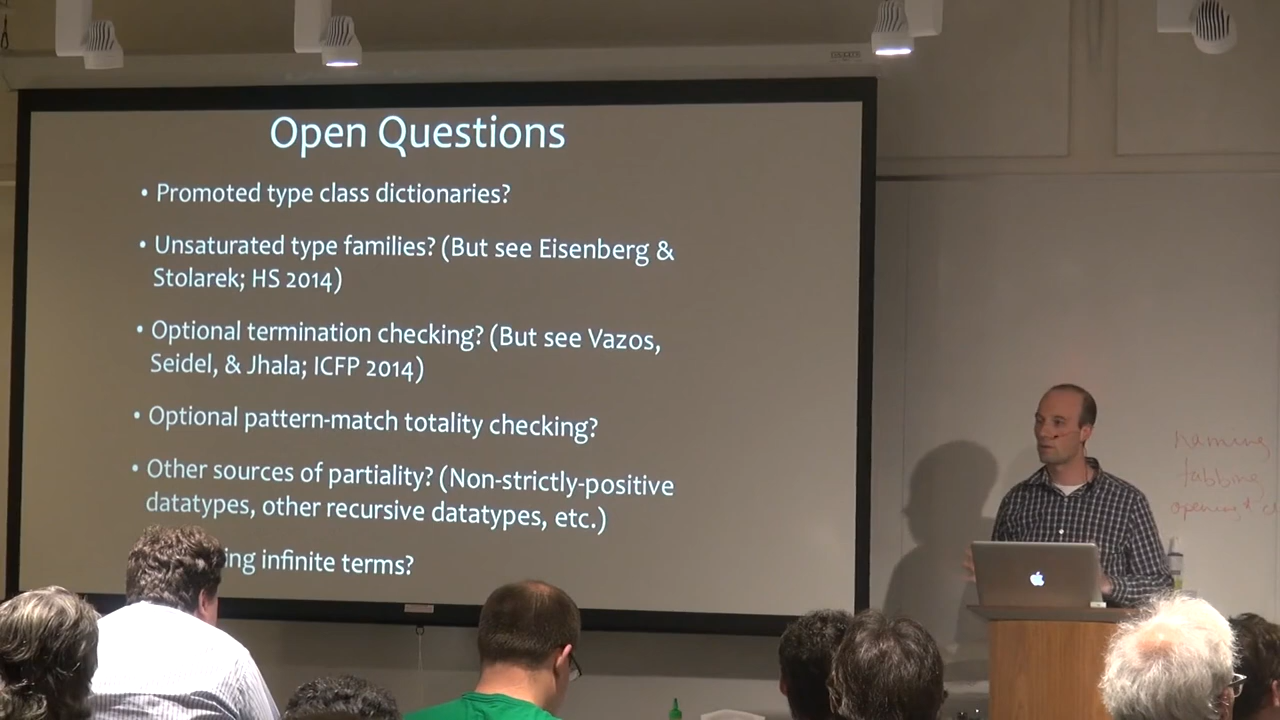 Open Questions
• Promoted type class dictionaries?
• Unsaturated type families? (But see Eisenberg &
Stolarek; HS 2014)
• Optional termination checking? (But see Vazos,
Seidel, & Jhala; ICFP 2014)
• Optional pattern-match totality checking?
• Other sources of partiality? (Non-strictly-positive
datatypes, other recursive datatypes, etc.)
infinite terms?
naming
tabbing
opening +